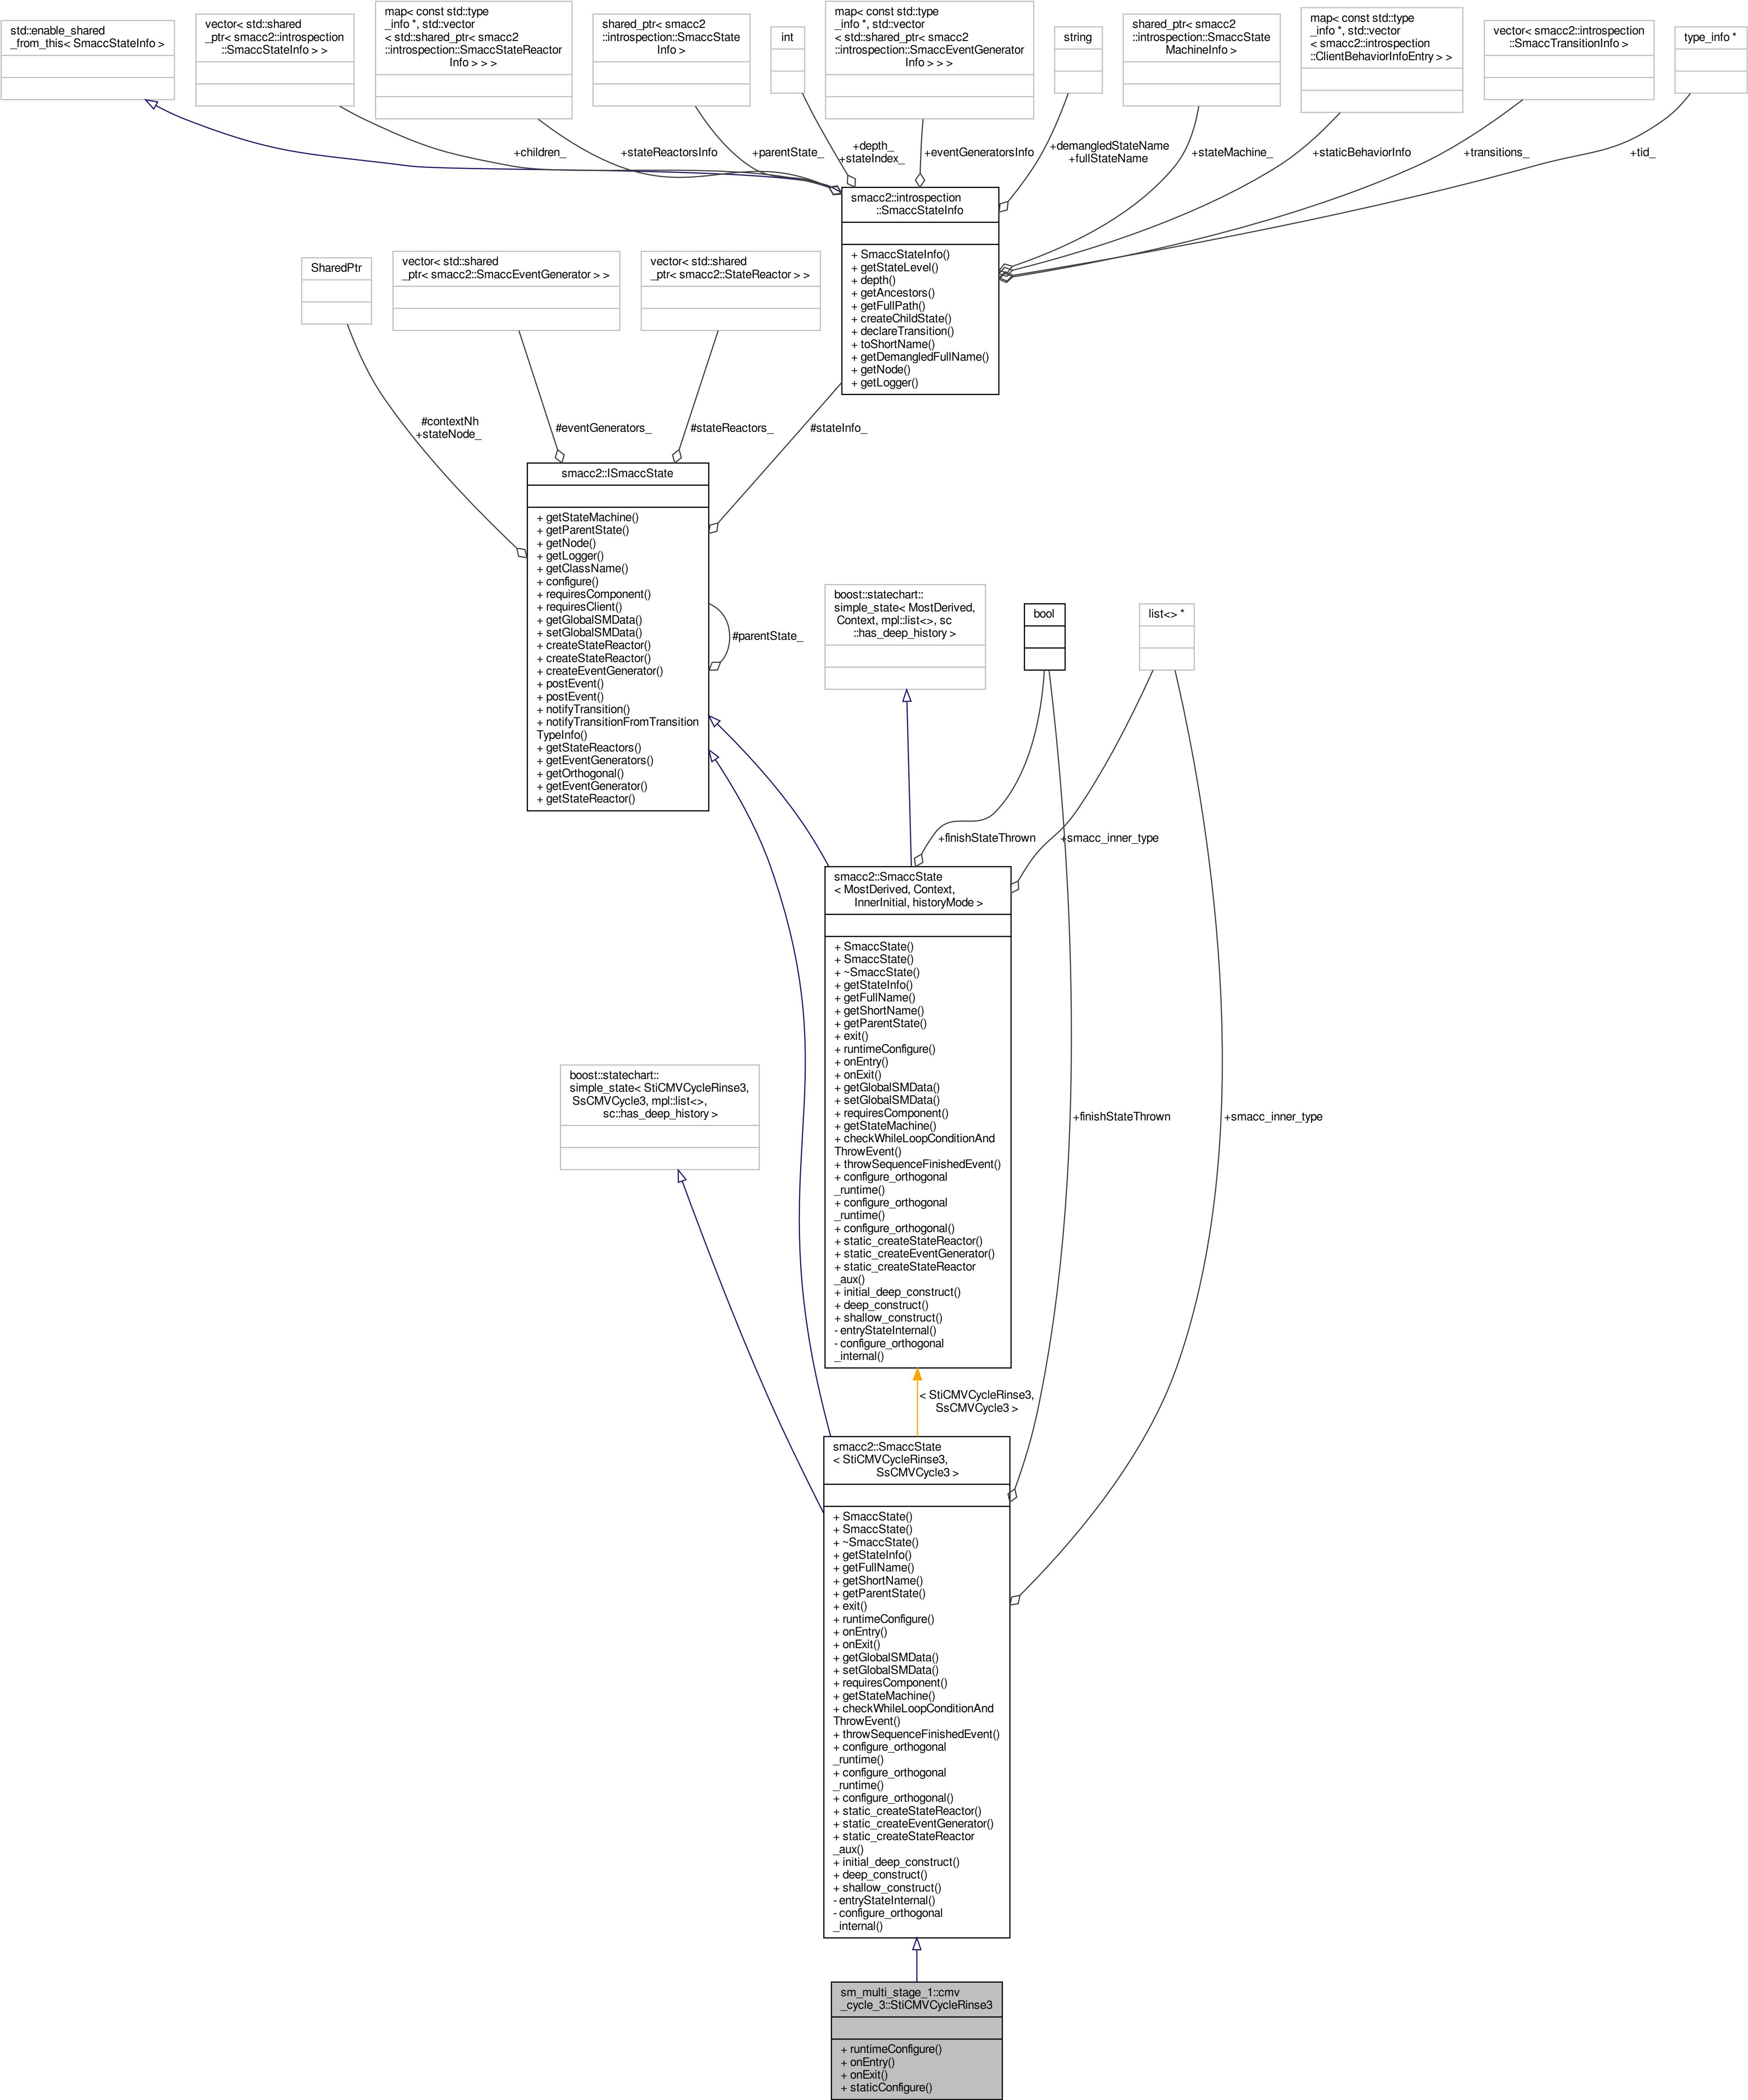 std::enable_shared
_from_this< SmaccStateInfo >
vector< std::shared
_ptr< smacc2::introspection
::SmaccStateInfo > >
map< const std::type
_info *, std::vector
< std::shared_ptr< smacc2
::introspection::SmaccStateReactor
Info > > >
shared_ptr< smacc2
::introspection::SmaccState
Info >
int
map< const std::type
_info *, std::vector
< std::shared_ptr< smacc2
::introspection::SmaccEventGenerator
Info > > >
string
shared_ptr< smacc2
::introspection::SmaccState
MachineInfo >
map< const std::type
_info *, std::vector
< smacc2::introspection
::ClientBehaviorInfoEntry > >
vector< smacc2::introspection
::SmaccTransitionInfo >
type_info *
+children_
+stateReactorsInfo
+parentState_
+depth_
+stateIndex_
+eventGeneratorsInfo
+demangledStateName
+fullStateName
+stateMachine_
+staticBehaviorInfo
+transitions_
+tid_
smacc2::introspection
::SmaccStateInfo
+ SmaccStateInfo()
+ getStateLevel()
+ depth()
+ getAncestors()
+ getFullPath()
+ createChildState()
+ declareTransition()
+ toShortName()
+ getDemangledFullName()
+ getNode()
+ getLogger()
SharedPtr
vector< std::shared
_ptr< smacc2::SmaccEventGenerator > >
vector< std::shared
_ptr< smacc2::StateReactor > >
#contextNh
+stateNode_
#eventGenerators_
#stateReactors_
#stateInfo_
smacc2::ISmaccState
+ getStateMachine()
+ getParentState()
+ getNode()
+ getLogger()
+ getClassName()
+ configure()
+ requiresComponent()
+ requiresClient()
+ getGlobalSMData()
+ setGlobalSMData()
+ createStateReactor()
+ createStateReactor()
+ createEventGenerator()
+ postEvent()
+ postEvent()
+ notifyTransition()
+ notifyTransitionFromTransition
TypeInfo()
+ getStateReactors()
+ getEventGenerators()
+ getOrthogonal()
+ getEventGenerator()
+ getStateReactor()
#parentState_
boost::statechart::
simple_state< MostDerived,
Context, mpl::list<>, sc
::has_deep_history >
bool
list<> *
+finishStateThrown
+smacc_inner_type
smacc2::SmaccState
< MostDerived, Context,
InnerInitial, historyMode >
+ SmaccState()
+ SmaccState()
+ ~SmaccState()
+ getStateInfo()
+ getFullName()
+ getShortName()
+ getParentState()
+ exit()
+ runtimeConfigure()
+ onEntry()
+ onExit()
+ getGlobalSMData()
+ setGlobalSMData()
+ requiresComponent()
+ getStateMachine()
+ checkWhileLoopConditionAnd
ThrowEvent()
+ throwSequenceFinishedEvent()
+ configure_orthogonal
_runtime()
+ configure_orthogonal
_runtime()
+ configure_orthogonal()
+ static_createStateReactor()
+ static_createEventGenerator()
+ static_createStateReactor
_aux()
+ initial_deep_construct()
+ deep_construct()
+ shallow_construct()
- entryStateInternal()
- configure_orthogonal
_internal()
boost::statechart::
simple_state< StiCMVCycleRinse3,
SsCMVCycle3, mpl::list<>,
sc::has_deep_history >
+finishStateThrown
+smacc_inner_type
< StiCMVCycleRinse3,
SsCMVCycle3 >
smacc2::SmaccState
< StiCMVCycleRinse3,
SsCMVCycle3 >
+ SmaccState()
+ SmaccState()
+ ~SmaccState()
+ getStateInfo()
+ getFullName()
+ getShortName()
+ getParentState()
+ exit()
+ runtimeConfigure()
+ onEntry()
+ onExit()
+ getGlobalSMData()
+ setGlobalSMData()
+ requiresComponent()
+ getStateMachine()
+ checkWhileLoopConditionAnd
ThrowEvent()
+ throwSequenceFinishedEvent()
+ configure_orthogonal
_runtime()
+ configure_orthogonal
_runtime()
+ configure_orthogonal()
+ static_createStateReactor()
+ static_createEventGenerator()
+ static_createStateReactor
_aux()
+ initial_deep_construct()
+ deep_construct()
+ shallow_construct()
- entryStateInternal()
- configure_orthogonal
_internal()
sm_multi_stage_1::cmv
_cycle_3::StiCMVCycleRinse3
+ runtimeConfigure()
+ onEntry()
+ onExit()
+ staticConfigure()